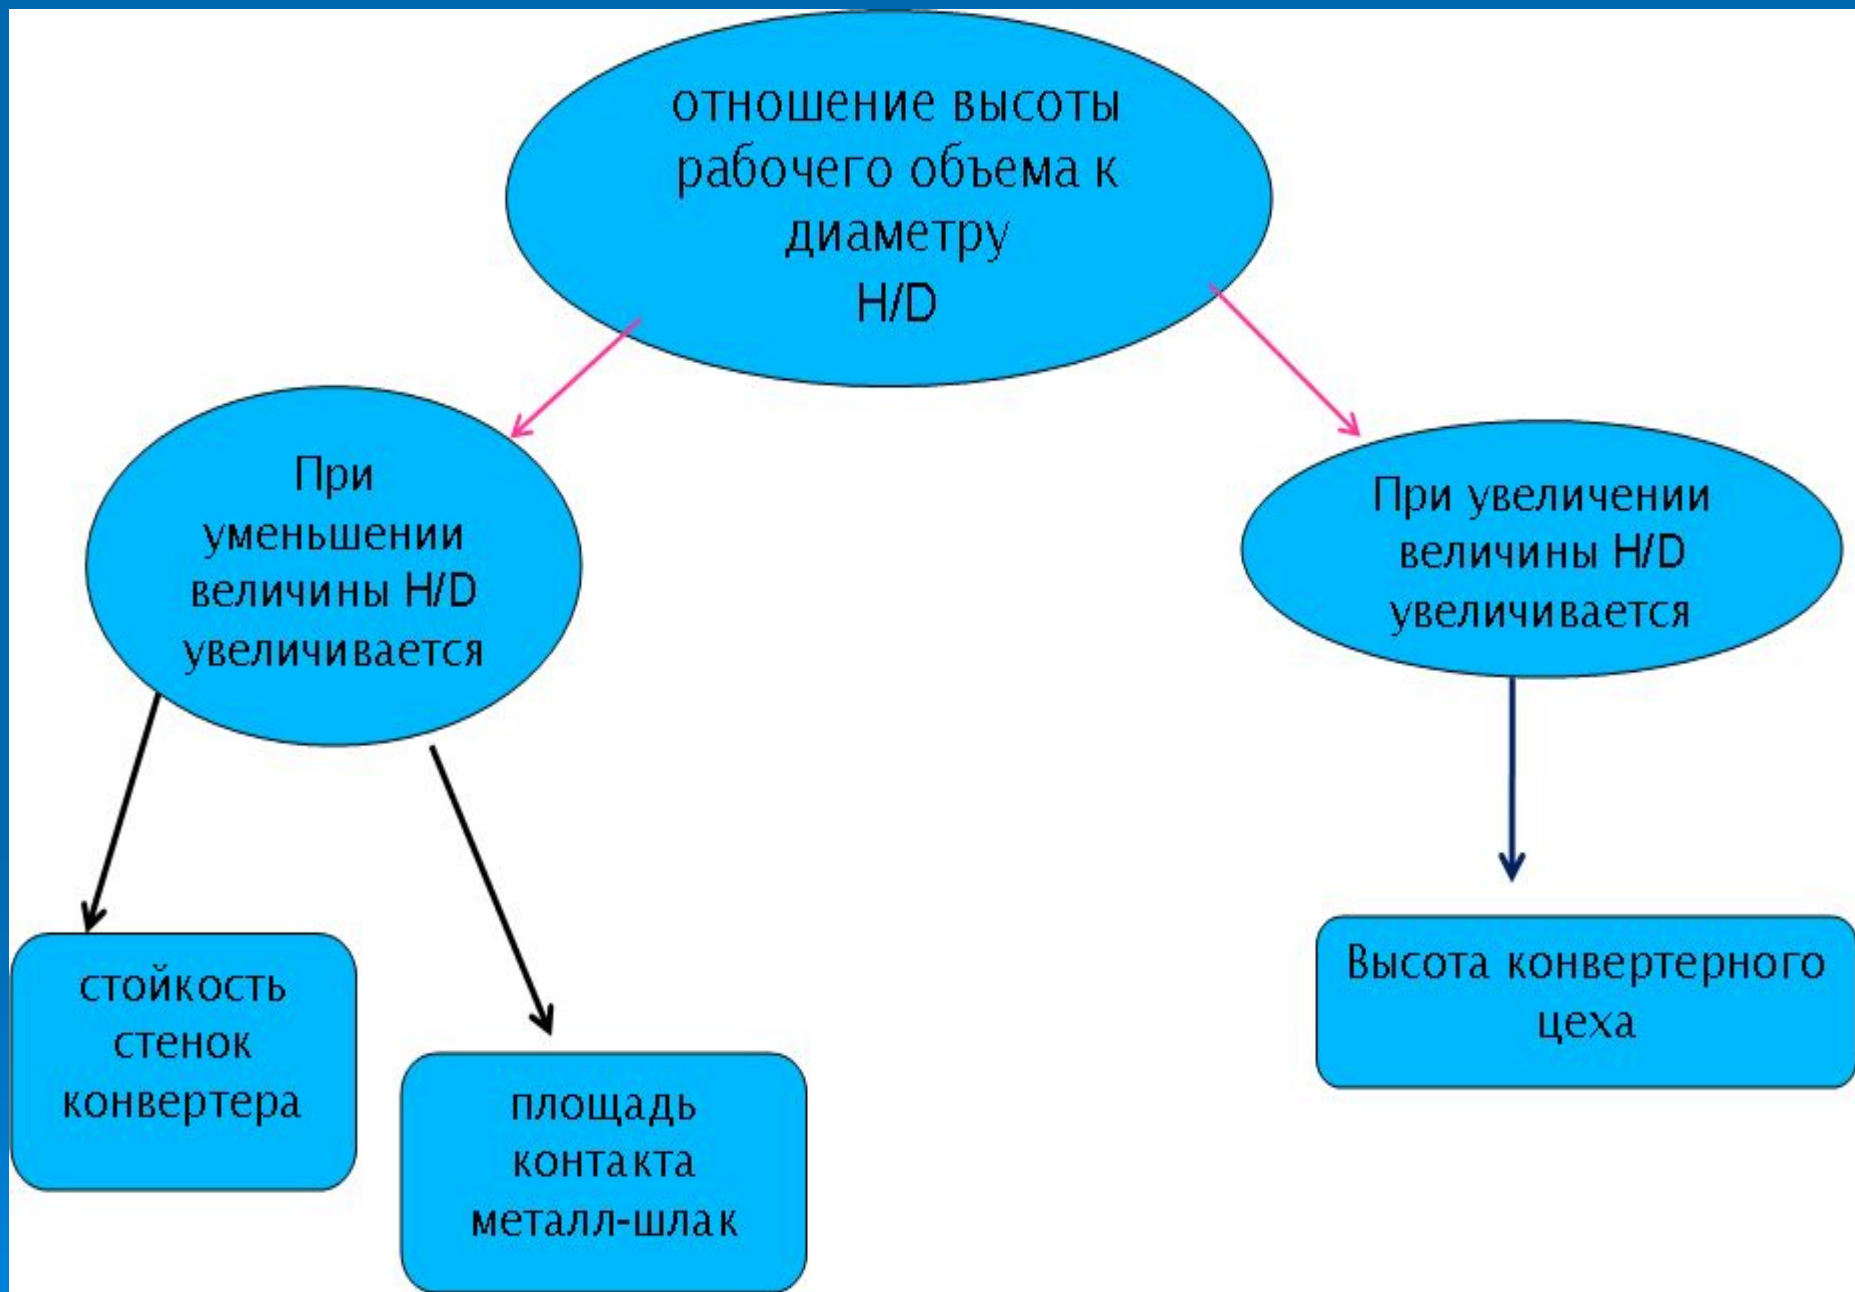 отношение высоты
рабочего объема к
диаметру
H/D
При
уменьшении
величины H/D
увеличивается
При увеличении
величины H/D
увеличивается
стойкость
стенок
конвертера
площадь
контакта
металл-шлак
Высота конвертерного
цеха